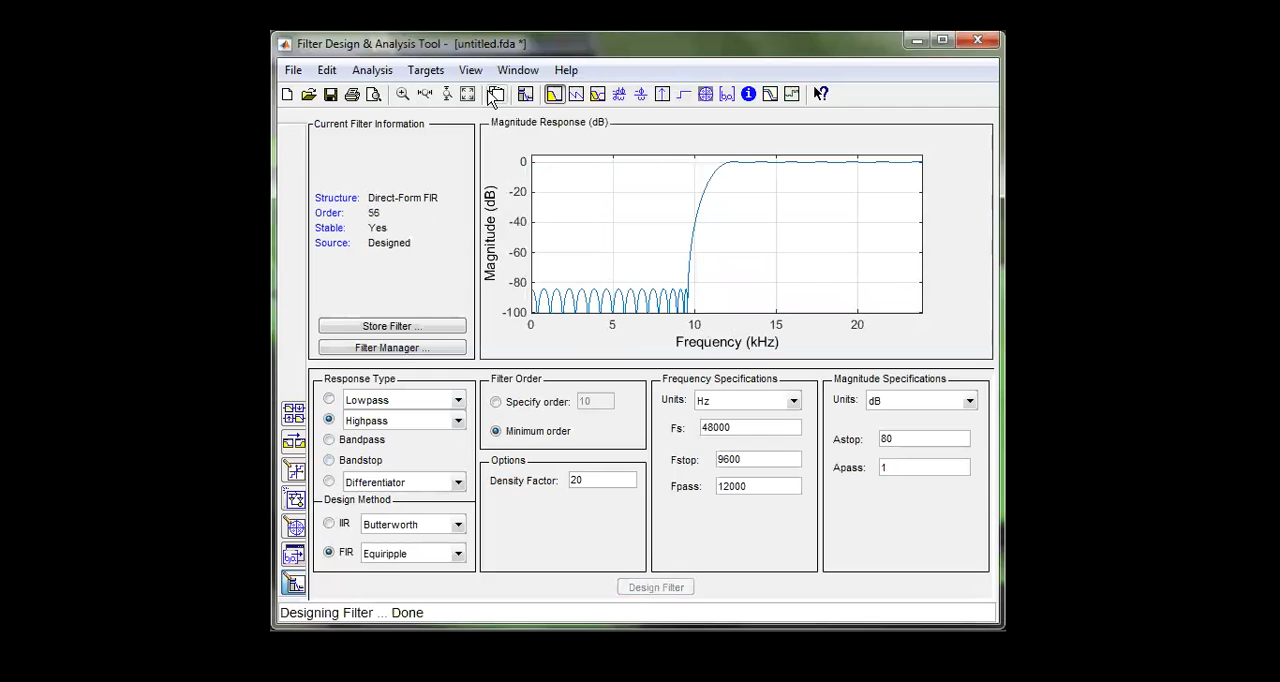 Filter Design & Analysis Tool - [untitled.fda *]
File Edit Analysis Targets View Window Help
Current Filter Information
Structure: Direct-Form FIR
Order: 56
Stable: Yes
Source: Designed
Store Filter ...
Filter Manager ...
Magnitude Response (dB)
Magnitude (dB)
0
-20
-40
-60
-80
-100
0 5 10 15 20
Frequency (kHz)
Response Type
Lowpass
Highpass
Bandpass
Bandstop
Differentiator
Design Method
IIR Butterworth
FIR Equiripple
Filter Order
Specify order: 10
Minimum order
Options
Density Factor: 20
Frequency Specifications
Units: Hz
Fs: 48000
Fstop: 9600
Fpass: 12000
Magnitude Specifications
Units: dB
Astop: 80
Apass: 1
Design Filter
Designing Filter ... Done